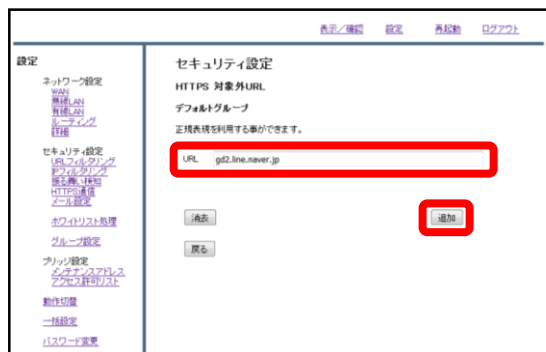 表示／確認 設定 再起動 ログアウト
設定
ネットワーク設定
WAN
無線LAN
有線LAN
ルーティング
詳細
セキュリティ設定
URLフィルタリング
IPフィルタリング
振る舞い検知
HTTPS通信
メール設定
ホワイトリスト処理
グループ設定
ブリッジ設定
メンテナンスアドレス
アクセス許可リスト
動作切替
一括設定
パスワード変更
セキュリティ設定
HTTPS 対象外URL
デフォルトグループ
正規表現を利用する事ができます。
URL gd2.line.naver.jp
消去 追加
戻る